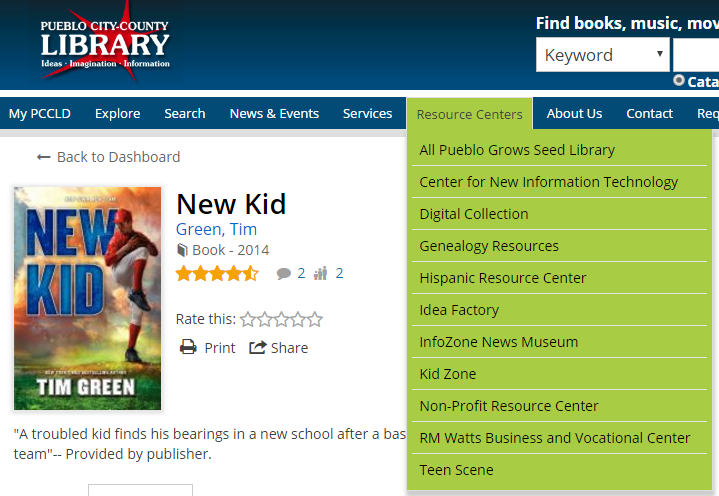 PUEBLO CITY-COUNTY
LIBRARY
Ideas · Imagination · Information
Find books, music, mov
Keyword
Cata
My PCCLD Explore Search News & Events Services Resource Centers About Us Contact Req
All Pueblo Grows Seed Library
Center for New Information Technology
Digital Collection
Genealogy Resources
Hispanic Resource Center
Idea Factory
InfoZone News Museum
Kid Zone
Non-Profit Resource Center
RM Watts Business and Vocational Center
Teen Scene
Back to Dashboard
NEW
KID
TIM GREEN
New Kid
Green, Tim
Book - 2014
2 2
Rate this:
Print Share
"A troubled kid finds his bearings in a new school after a bas
team"-- Provided by publisher.